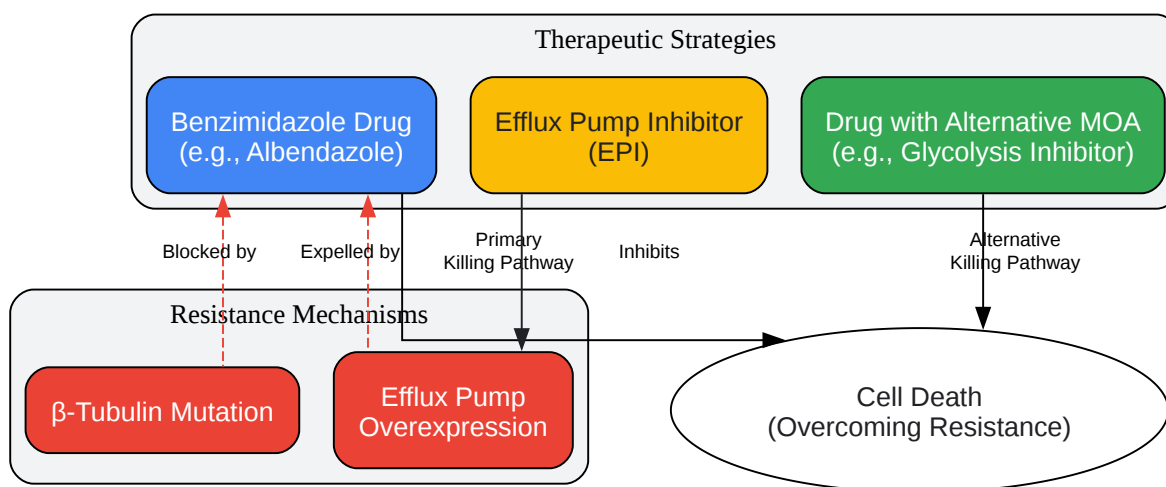 Therapeutic Strategies
Benzimidazole Drug
(e.g., Albendazole)
Efflux Pump Inhibitor
(EPI)
Drug with Alternative MOA
(e.g., Glycolysis Inhibitor)
Blocked by
Expelled by
Primary
Killing Pathway
Inhibits
Alternative
Killing Pathway
Resistance Mechanisms
β-Tubulin Mutation
Efflux Pump
Overexpression
Cell Death
(Overcoming Resistance)